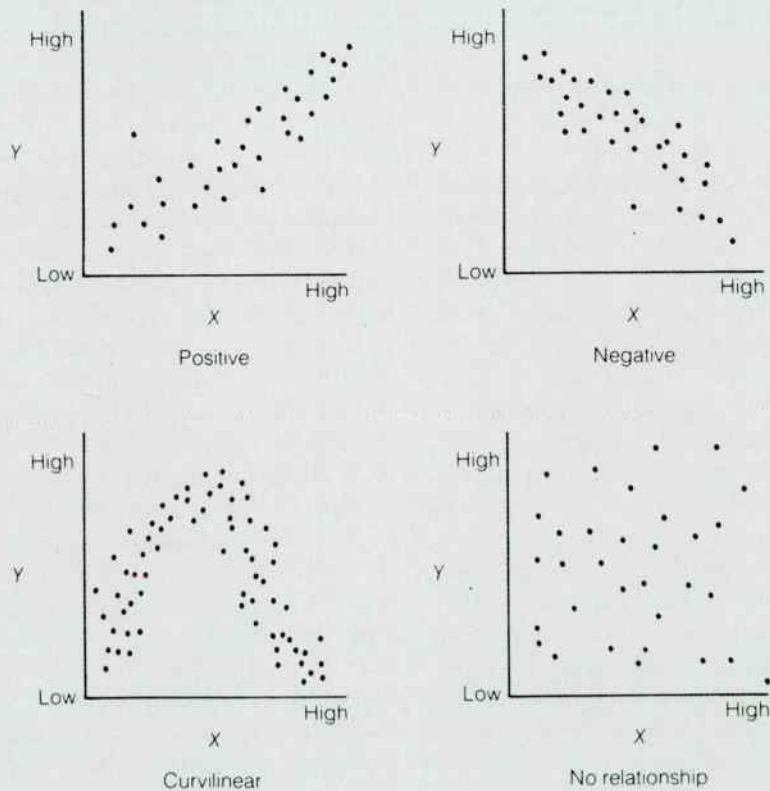 High
Y
Low
High
X
Positive
High
Y
Low
High
X
Negative
High
Y
Low
High
X
Curvilinear
High
Y
Low
High
X
No relationship